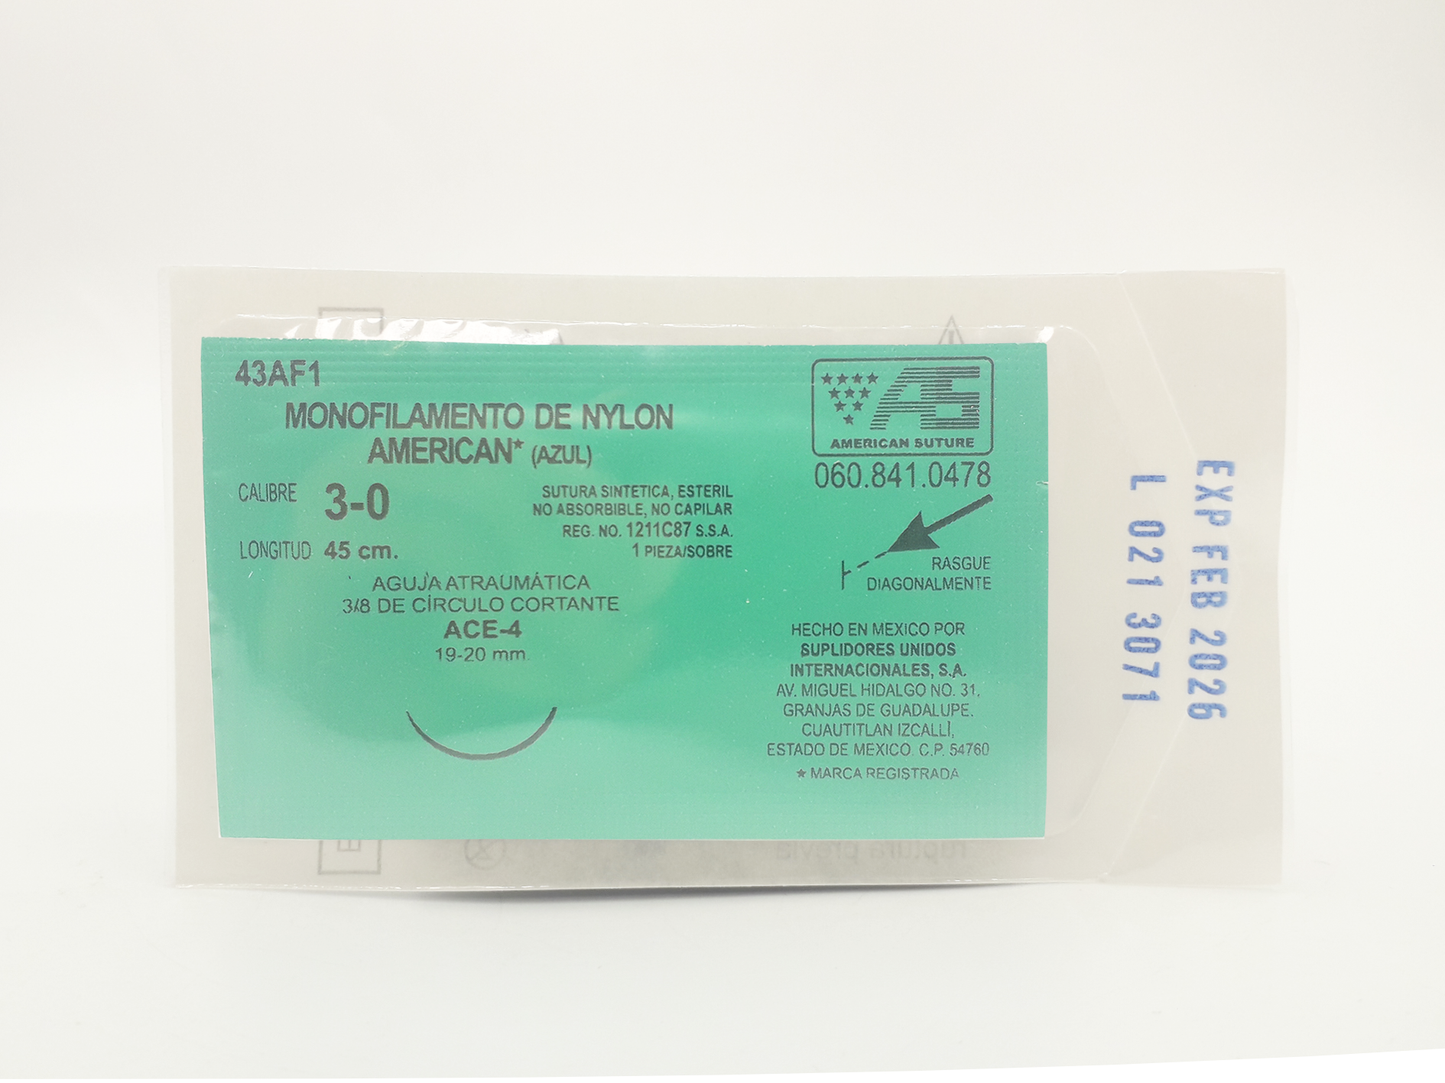 43AF1
MONOFILAMENTO DE NYLON
AMERICAN* (AZUL)
CALIBRE 3-0
LONGITUD 45 cm.
SUTURA SINTETICA, ESTERIL
NO ABSORBIBLE, NO CAPILAR
REG. NO. 1211C87 S.S.A.
1 PIEZA/SOBRE
AGUJA ATRAUMÁTICA
3/8 DE CÍRCULO CORTANTE
ACE-4
19-20 mm.
AS
AMERICAN SUTURE
060.841.0478
RASGUE
DIAGONALMENTE
HECHO EN MEXICO POR
SUPLIDORES UNIDOS
INTERNACIONALES, S.A.
AV. MIGUEL HIDALGO NO. 31,
GRANJAS DE GUADALUPE.
CUAUTITLAN IZCALLI,
ESTADO DE MEXICO. C.P. 54760
* MARCA REGISTRADA
EXP FEB 2026
L 021 3071
ruptura previa